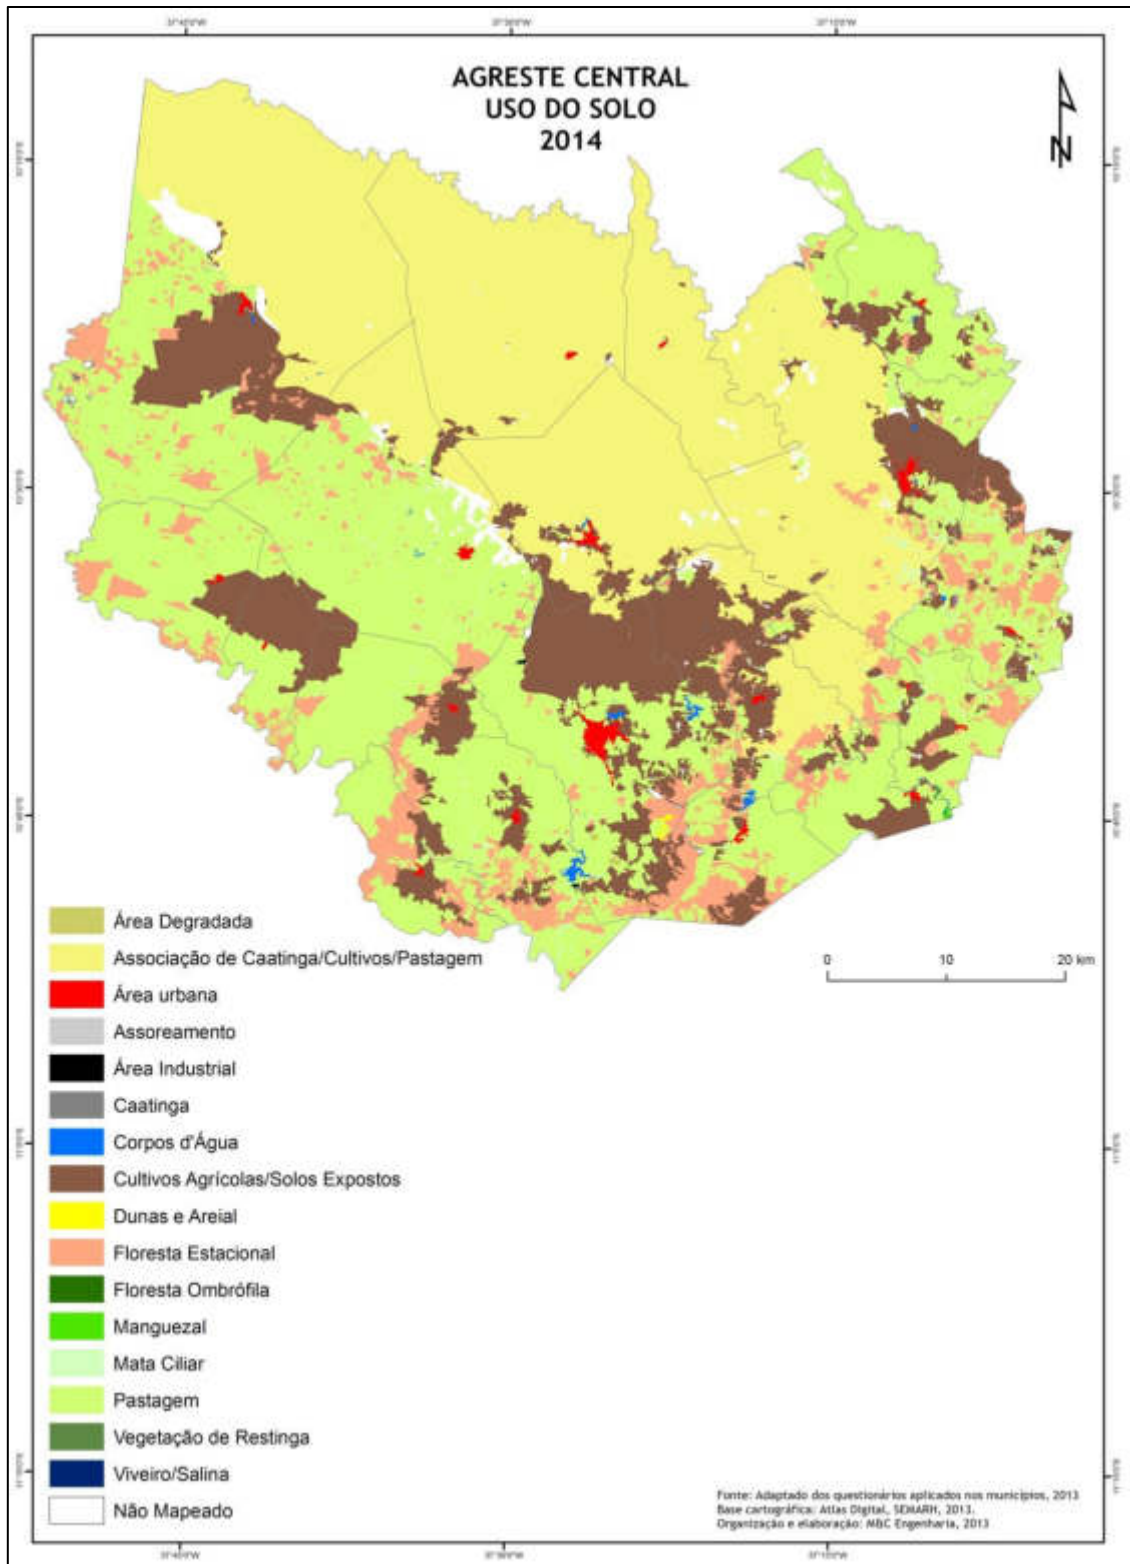 AGRESTE CENTRAL
USO DO SOLO
2014
N
Área Degradada
Associação de Caatinga/Cultivos/Pastagem
Área urbana
Assoreamento
Área Industrial
Caatinga
Corpos d'Água
Cultivos Agrícolas/Solos Expostos
Dunas e Areial
Floresta Estacional
Floresta Ombrófila
Manguezal
Mata Ciliar
Pastagem
Vegetação de Restinga
Viveiro/Salina
Não Mapeado
0 10 20 km
Fonte: Adaptado dos questionários aplicados nos municípios, 2013
Base cartográfica: Atlas Digital, SEMARH, 2013.
Organização e elaboração: M&C Engenharia, 2013